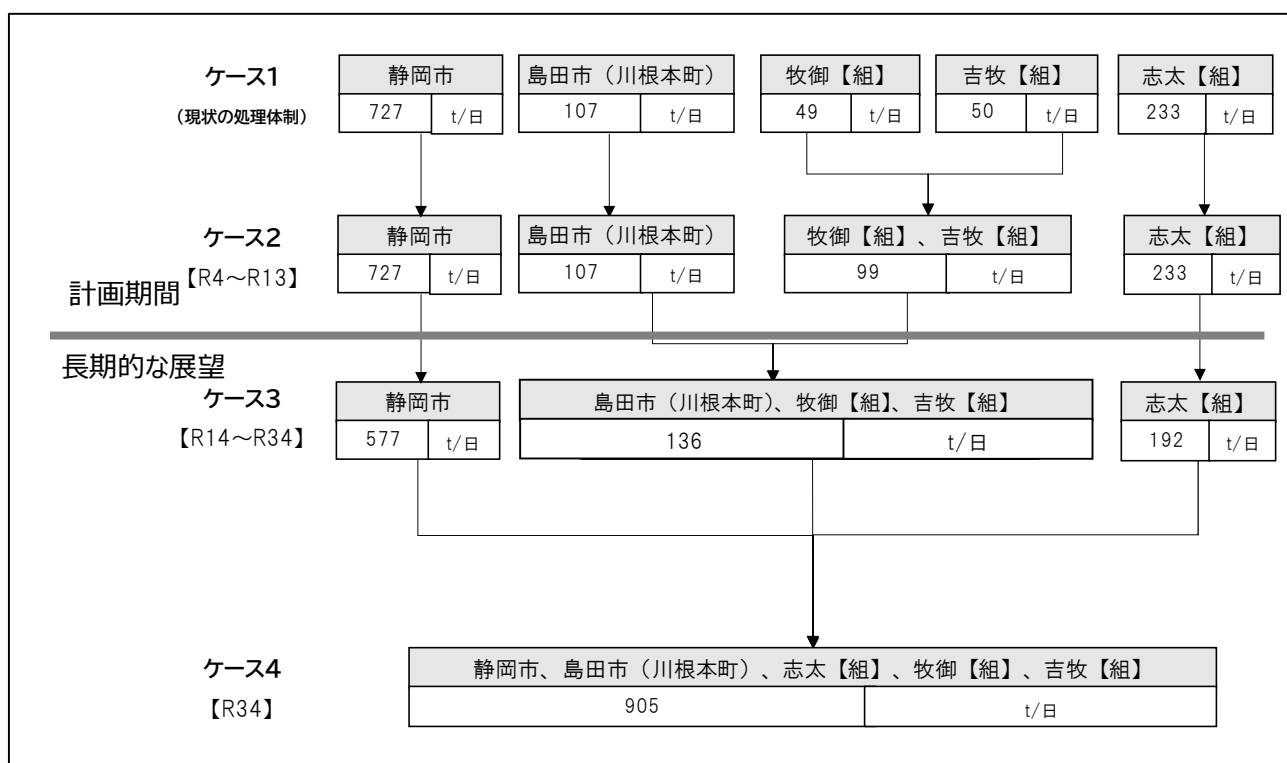 ケース1
(現状の処理体制)
静岡市
727 t/日
島田市（川根本町）
107 t/日
牧御【組】
49 t/日
吉牧【組】
50 t/日
志太【組】
233 t/日
ケース2
【R4～R13】
静岡市
727 t/日
島田市（川根本町）
107 t/日
牧御【組】、吉牧【組】
99 t/日
志太【組】
233 t/日
計画期間
長期的な展望
ケース3
【R14～R34】
静岡市
577 t/日
島田市（川根本町）、牧御【組】、吉牧【組】
136 t/日
志太【組】
192 t/日
ケース4
【R34】
静岡市、島田市（川根本町）、志太【組】、牧御【組】、吉牧【組】
905 t/日